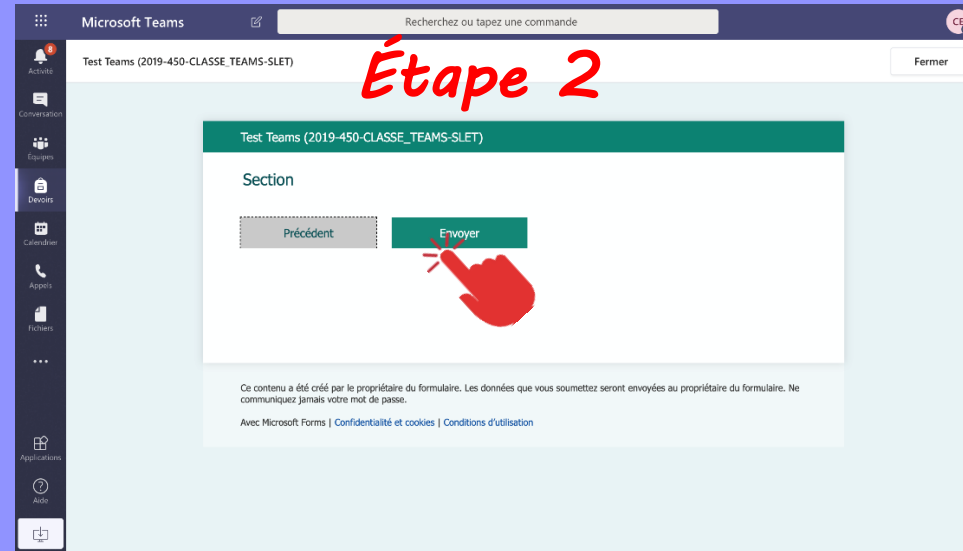 Microsoft Teams
Recherchez ou tapez une commande
CE
8
Activité
Test Teams (2019-450-CLASSE_TEAMS-SLET)
Étape 2
Fermer
Conversation
Équipes
Devoirs
Calendrier
Appels
Fichiers
Applications
Aide
Test Teams (2019-450-CLASSE_TEAMS-SLET)
Section
Précédent
Envoyer
Ce contenu a été créé par le propriétaire du formulaire. Les données que vous soumettez seront envoyées au propriétaire du formulaire. Ne
communiquez jamais votre mot de passe.
Avec Microsoft Forms | Confidentialité et cookies | Conditions d'utilisation